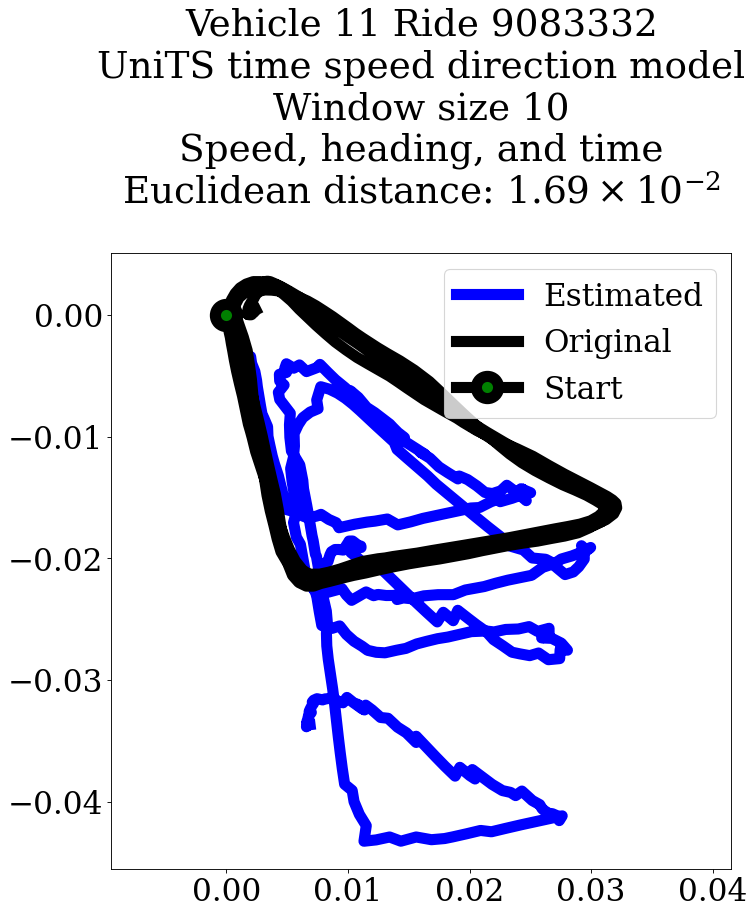 Vehicle 11 Ride 9083332
UniTS time speed direction model
Window size 10
Speed, heading, and time
Euclidean distance: 1.69 × 10⁻²
Estimated
Original
Start
0.00
−0.01
−0.02
−0.03
−0.04
0.00 0.01 0.02 0.03 0.04